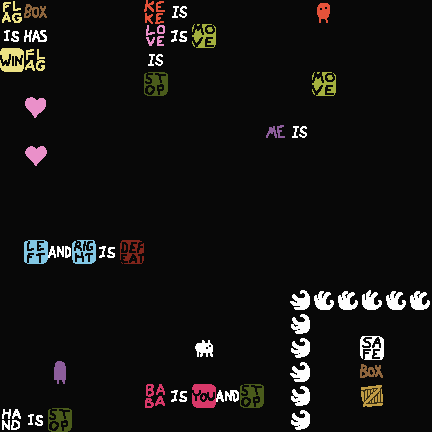 FLAG BOX KEKE IS
IS HAS LOVE IS MOVE
WIN FLAG IS
STOP MOVE
ME IS
LEFT AND RIGHT IS DEFEAT
SAFE
BOX
BABA IS YOU AND STOP
HAND IS STOP